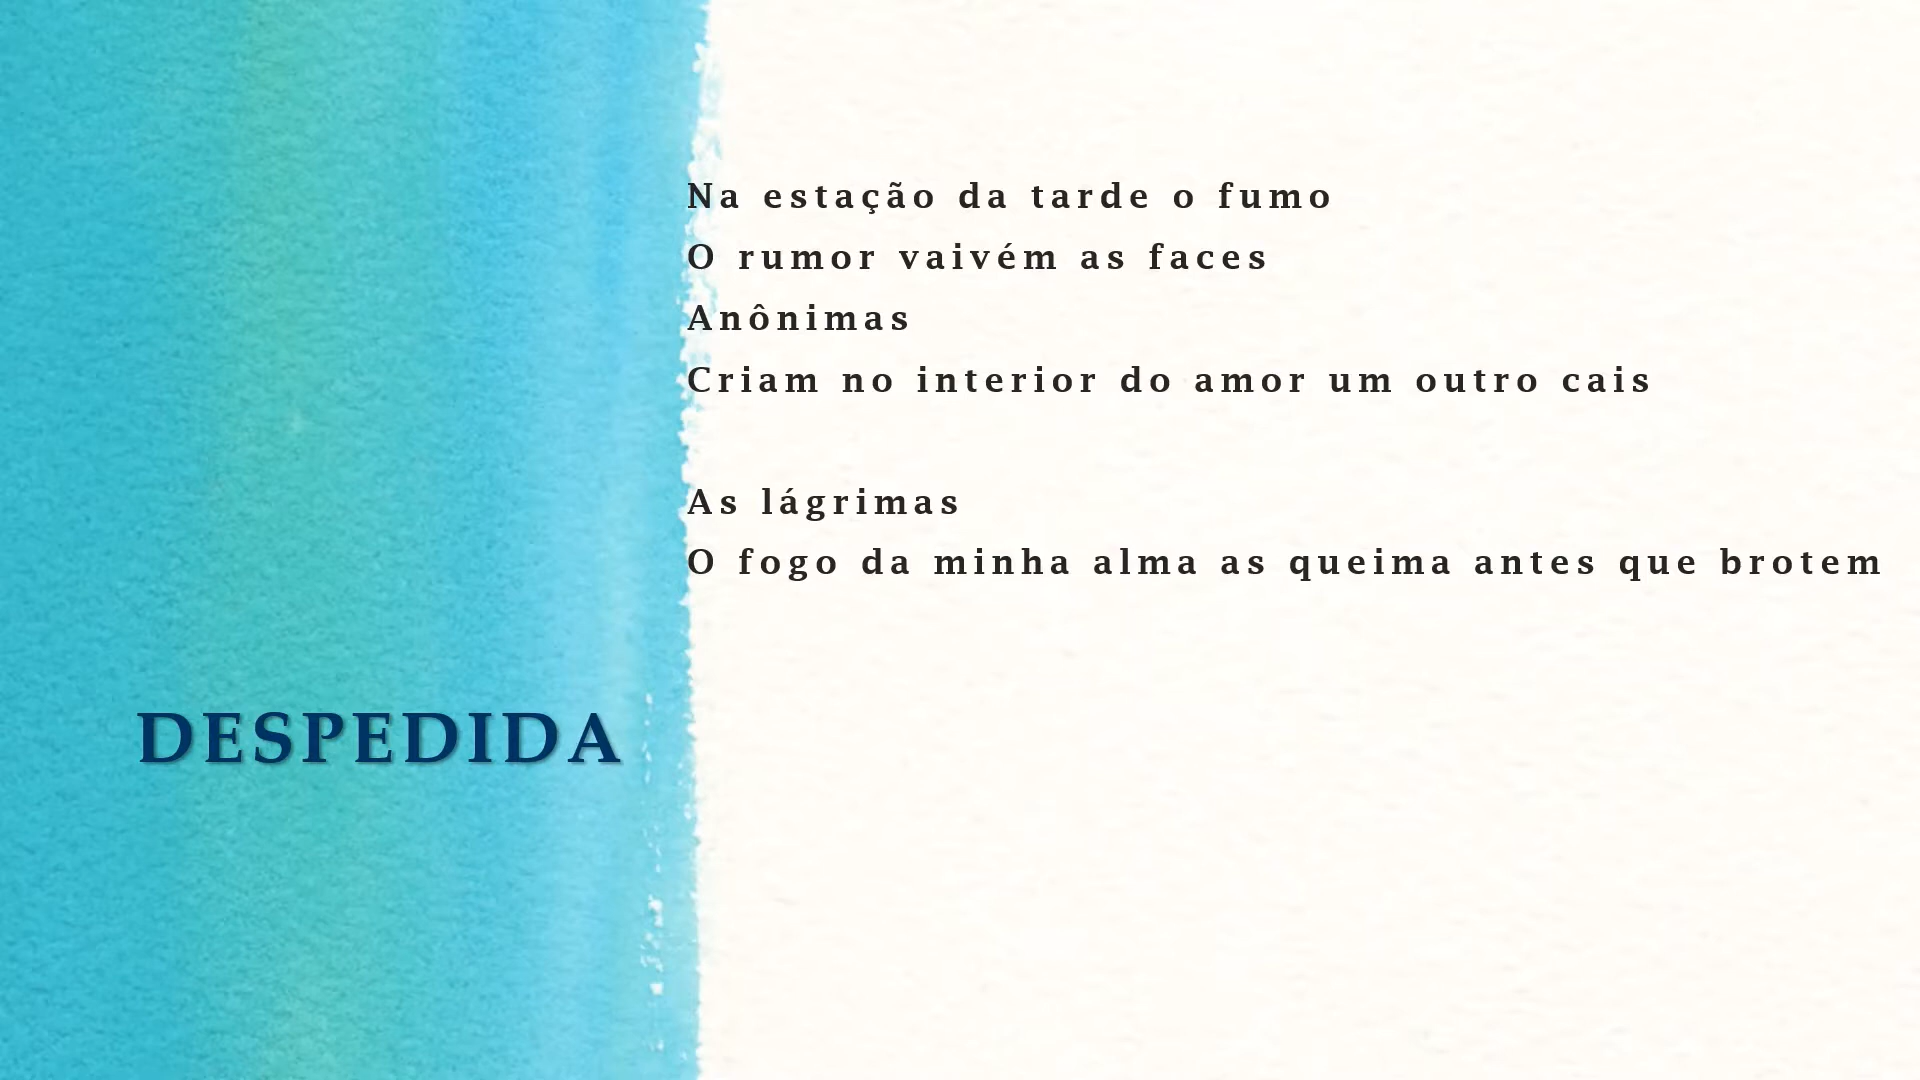 Na estação da tarde o fumo
O rumor vaivém as faces
Anônimas
Criam no interior do amor um outro cais
As lágrimas
O fogo da minha alma as queima antes que brotem
DESPEDIDA